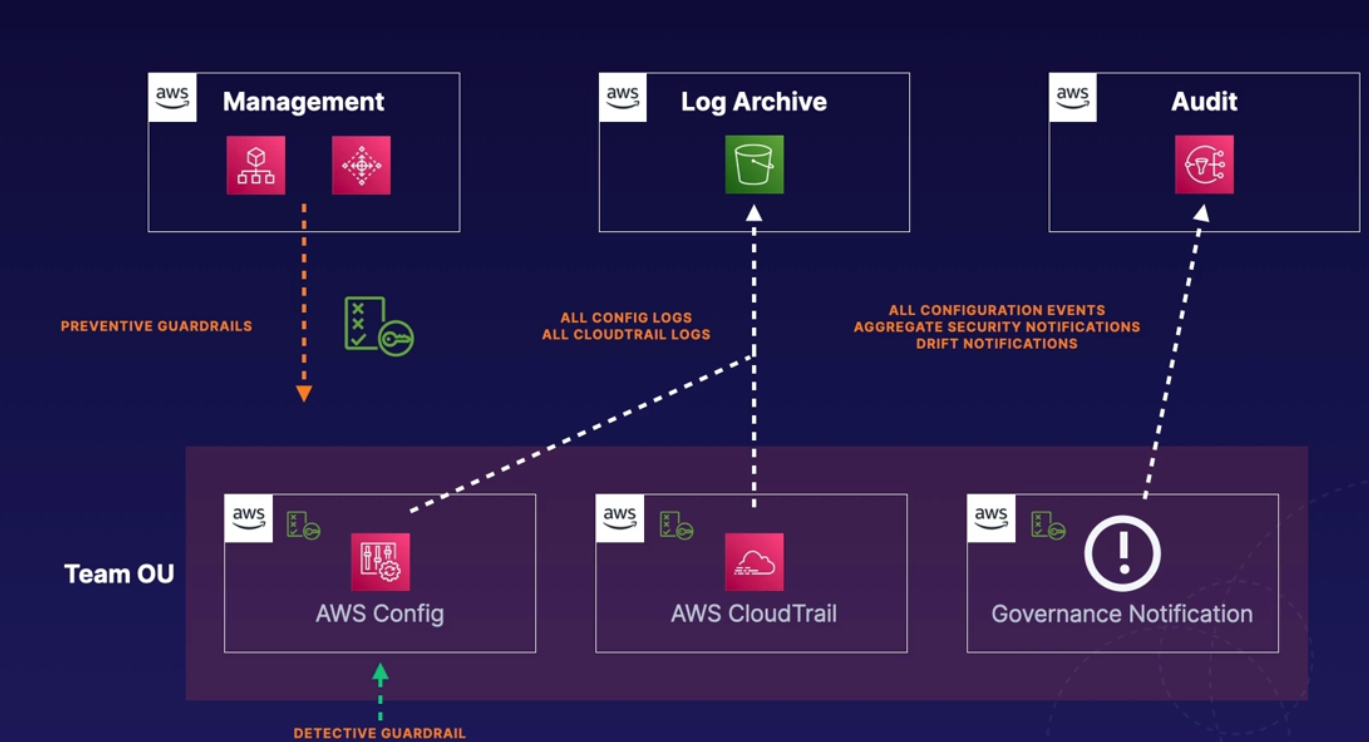 aws
Management
aws
Log Archive
aws
Audit
PREVENTIVE GUARDRAILS
ALL CONFIG LOGS
ALL CLOUDTRAIL LOGS
ALL CONFIGURATION EVENTS
AGGREGATE SECURITY NOTIFICATIONS
DRIFT NOTIFICATIONS
Team OU
aws
AWS Config
aws
AWS CloudTrail
aws
Governance Notification
DETECTIVE GUARDRAIL